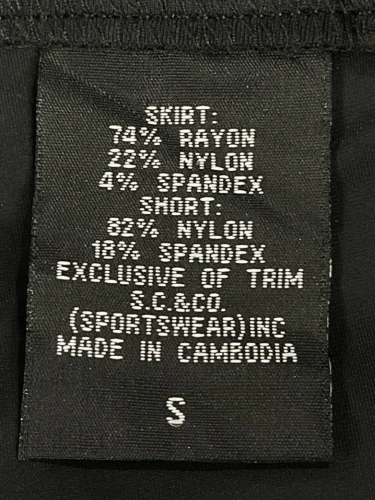 SKIRT:
74% RAYON
22% NYLON
4% SPANDEX
SHORT:
82% NYLON
18% SPANDEX
EXCLUSIVE OF TRIM
S.C.&CO.
(SPORTSWEAR)INC
MADE IN CAMBODIA
S